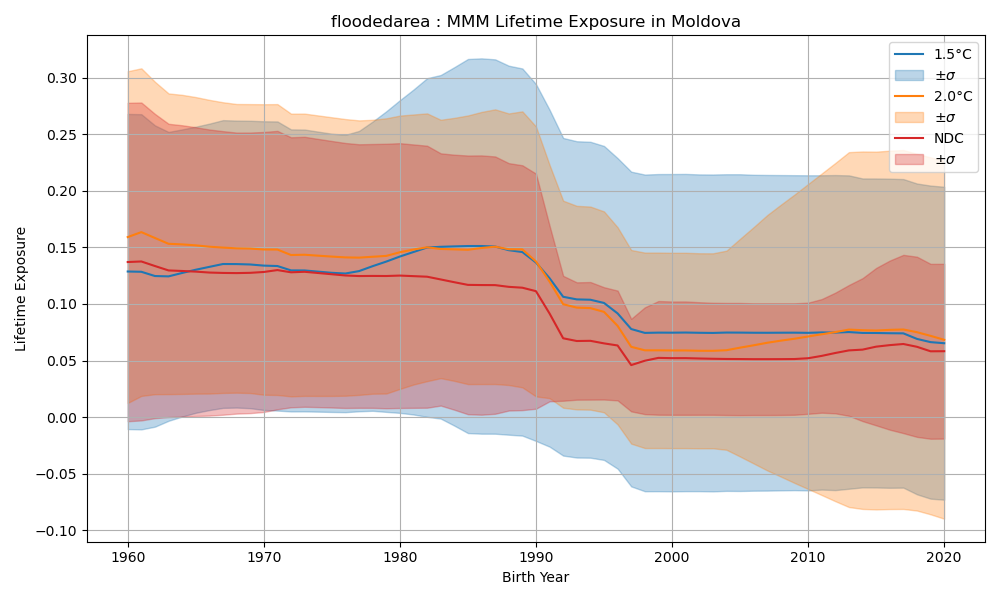 floodedarea : MMM Lifetime Exposure in Moldova
Lifetime Exposure
0.30
0.25
0.20
0.15
0.10
0.05
0.00
−0.05
−0.10
1.5°C
±σ
2.0°C
±σ
NDC
±σ
1960 1970 1980 1990 2000 2010 2020
Birth Year